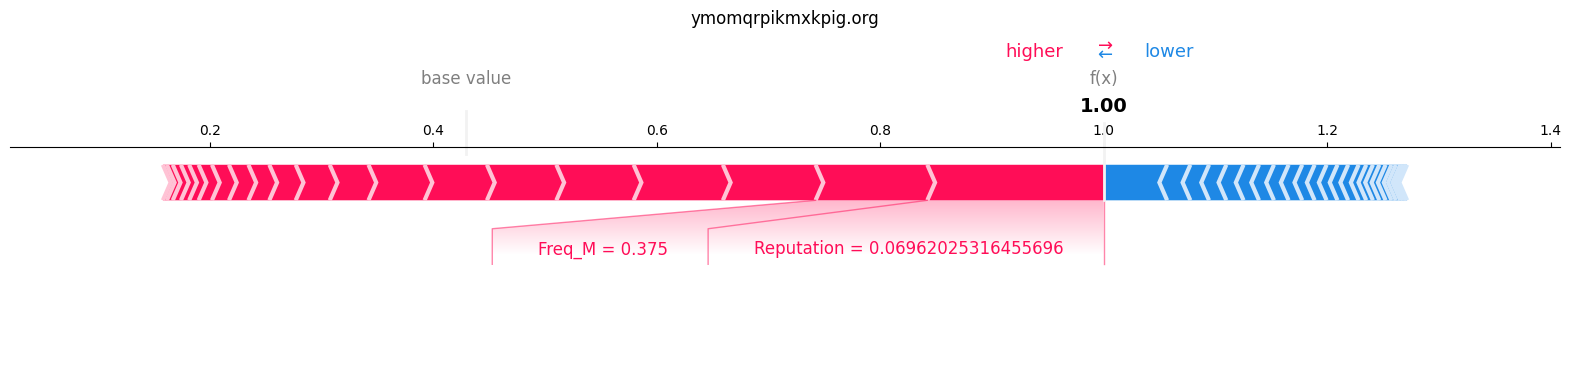 ymomqrpikmxkpig.org
higher → ← lower
base value f(x)
1.00
0.2 0.4 0.6 0.8 1.0 1.2 1.4
Freq_M = 0.375 Reputation = 0.06962025316455696